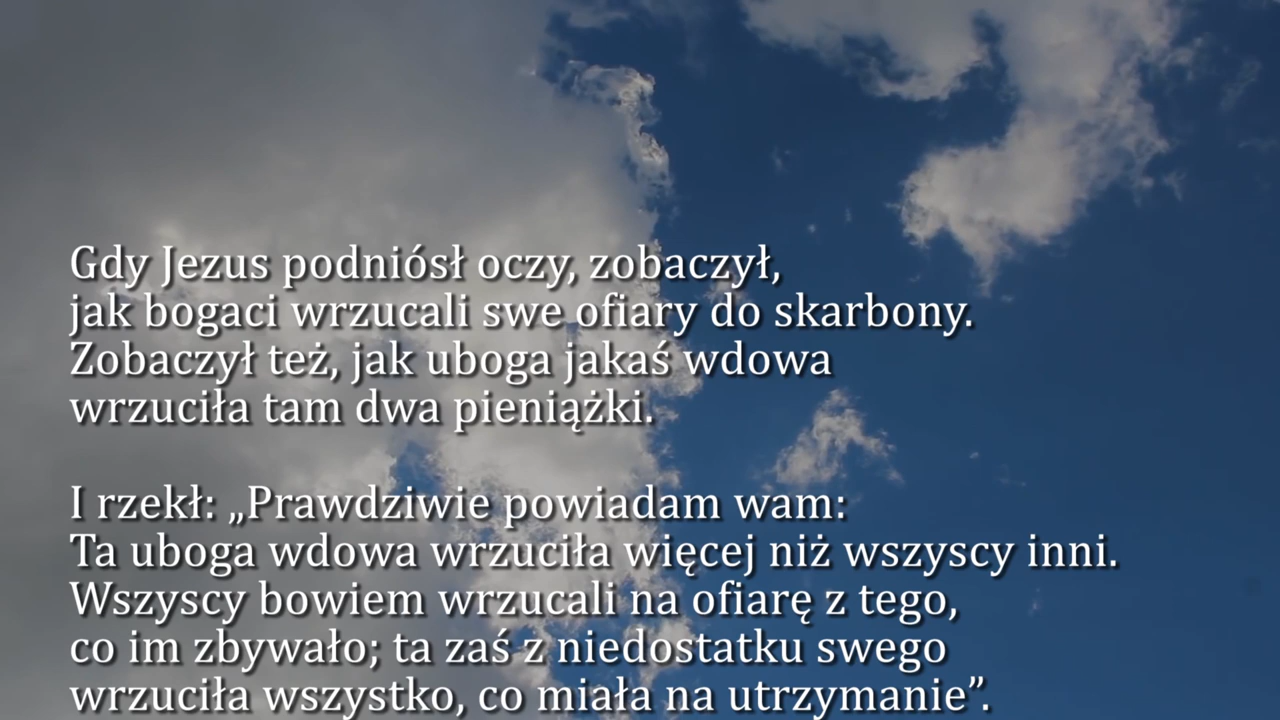 Gdy Jezus podniósł oczy, zobaczył,
jak bogaci wrzucali swe ofiary do skarbony.
Zobaczył też, jak uboga jakaś wdowa
wrzuciła tam dwa pieniążki.
I rzekł: „Prawdziwie powiadam wam:
Ta uboga wdowa wrzuciła więcej niż wszyscy inni.
Wszyscy bowiem wrzucali na ofiarę z tego,
co im zbywało; ta zaś z niedostatku swego
wrzuciła wszystko, co miała na utrzymanie”.